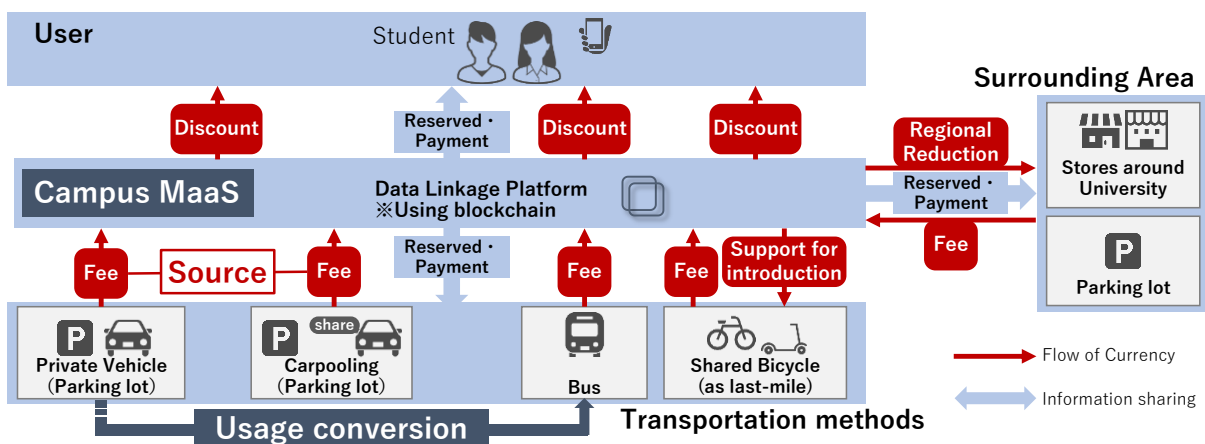 User
Student
Surrounding Area
Discount
Reserved・
Payment
Discount
Discount
Regional
Reduction
Stores around
University
Campus MaaS
Data Linkage Platform
※Using blockchain
Reserved・
Payment
Fee
Source
Fee
Reserved・
Payment
Fee
Fee
Support for
introduction
Fee
P
Parking lot
P
Private Vehicle
(Parking lot)
P
share
Carpooling
(Parking lot)
Bus
Shared Bicycle
(as last-mile)
Flow of Currency
Information sharing
Usage conversion
Transportation methods